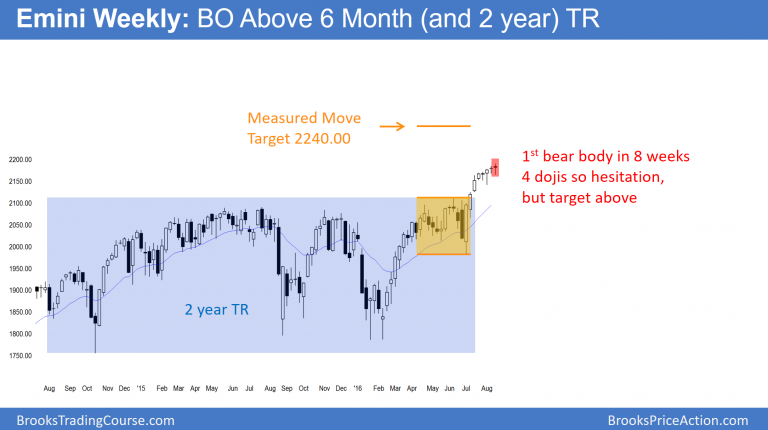 Emini Weekly: BO Above 6 Month (and 2 year) TR
Measured Move
Target 2240.00
1st bear body in 8 weeks
4 dojis so hesitation,
but target above
2200.00
2150.00
2100.00
2050.00
2000.00
1950.00
1900.00
1850.00
1800.00
1750.00
2 year TR
Aug Sep Oct Nov Dec '15 Feb Mar Apr May Jun Jul Aug Sep Oct Nov Dec '16 Feb Mar Apr May Jun Jul Aug
BrooksTradingCourse.com
BrooksPriceAction.com